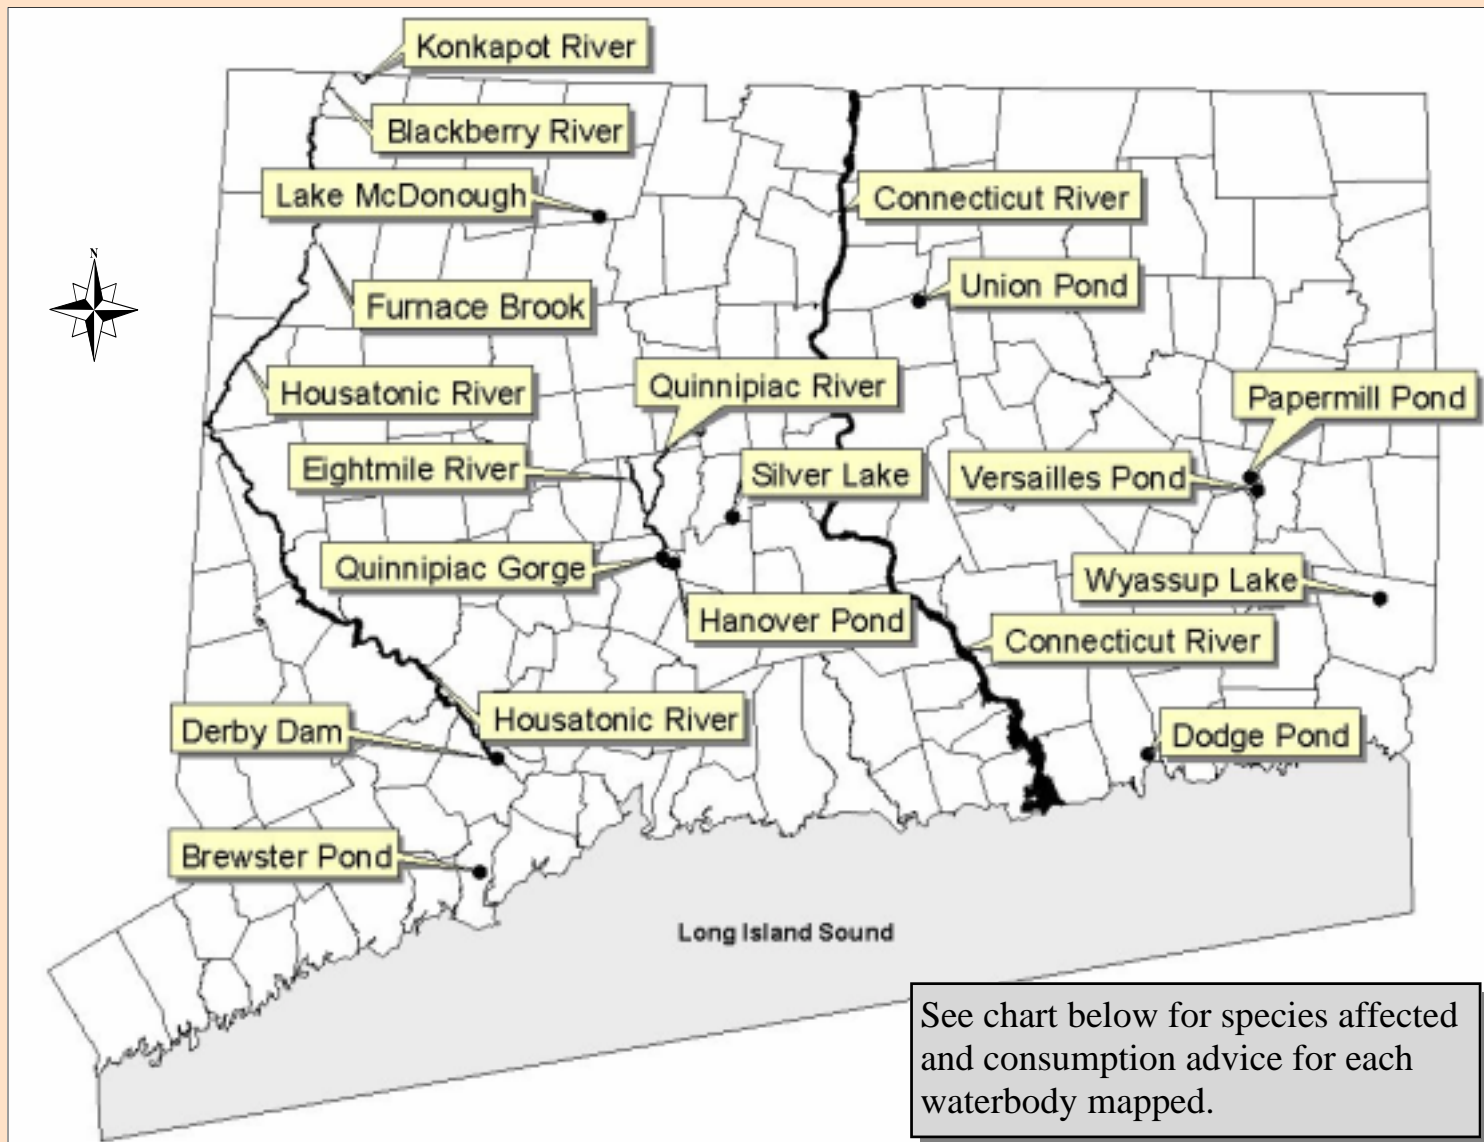 Konkapot River
Blackberry River
Lake McDonough
Connecticut River
N
Union Pond
Furnace Brook
Housatonic River
Quinnipiac River
Papermill Pond
Eightmile River
Silver Lake
Versailles Pond
Quinnipiac Gorge
Wyassup Lake
Hanover Pond
Connecticut River
Housatonic River
Derby Dam
Dodge Pond
Brewster Pond
Long Island Sound
See chart below for species affected
and consumption advice for each
waterbody mapped.